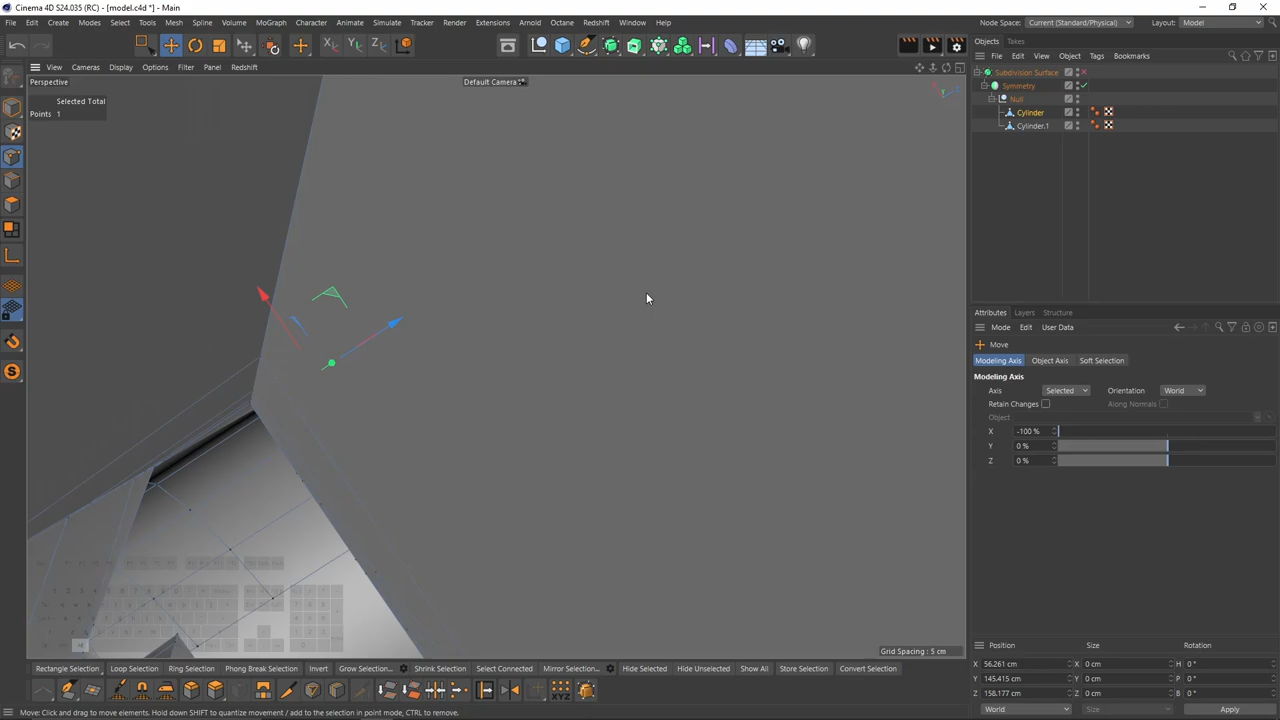 Cinema 4D S24.035 (RC) - [model.c4d *] - Main
File Edit Create Modes Select Tools Mesh Spline Volume MoGraph Character Animate Simulate Tracker Render Extensions Arnold Octane Redshift Window Help
Node Space: Current (Standard/Physical) Layout: Model
Objects Takes
File Edit View Object Tags Bookmarks
View Cameras Display Options Filter Panel Redshift
Perspective
Default Camera
Selected Total
Points 1
Subdivision Surface
Symmetry
Null
Cylinder
Cylinder.1
Attributes Layers Structure
Mode Edit User Data
Move
Modeling Axis Object Axis Soft Selection
Modeling Axis
Axis Selected Orientation World
Retain Changes Along Normals
Object
X -100 %
Y 0 %
Z 0 %
Grid Spacing : 5 cm
Rectangle Selection Loop Selection Ring Selection Phong Break Selection Invert Grow Selection... Shrink Selection Select Connected Mirror Selection... Hide Selected Hide Unselected Show All Store Selection Convert Selection
Position Size Rotation
X 56.261 cm X 0 cm H 0 °
Y 145.415 cm Y 0 cm P 0 °
Z 158.177 cm Z 0 cm B 0 °
World Size Apply
Move: Click and drag to move elements. Hold down SHIFT to quantize movement / add to the selection in point mode, CTRL to remove.